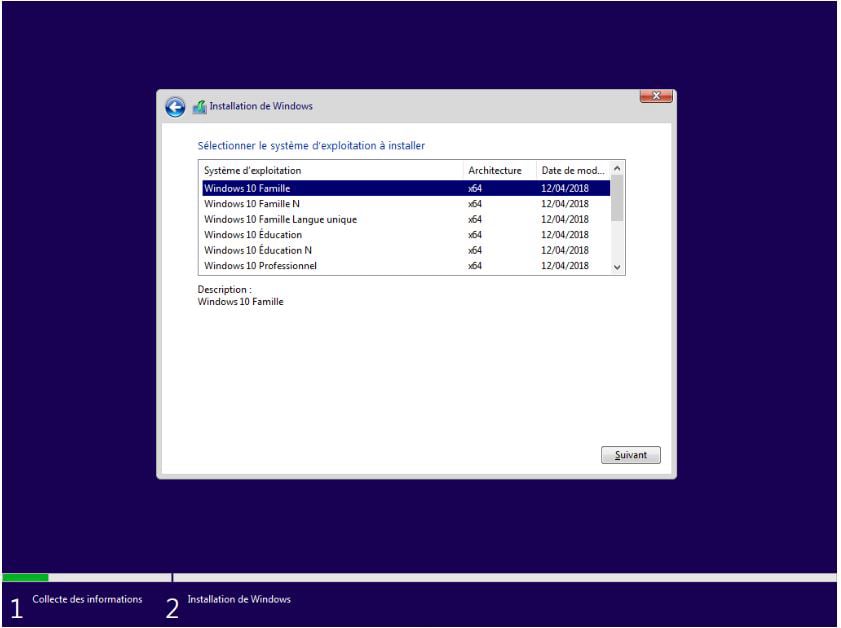 Installation de Windows
Sélectionner le système d'exploitation à installer
Système d'exploitation Architecture Date de mod...
Windows 10 Famille x64 12/04/2018
Windows 10 Famille N x64 12/04/2018
Windows 10 Famille Langue unique x64 12/04/2018
Windows 10 Éducation x64 12/04/2018
Windows 10 Éducation N x64 12/04/2018
Windows 10 Professionnel x64 12/04/2018
Description :
Windows 10 Famille
Suivant
1 Collecte des informations 2 Installation de Windows